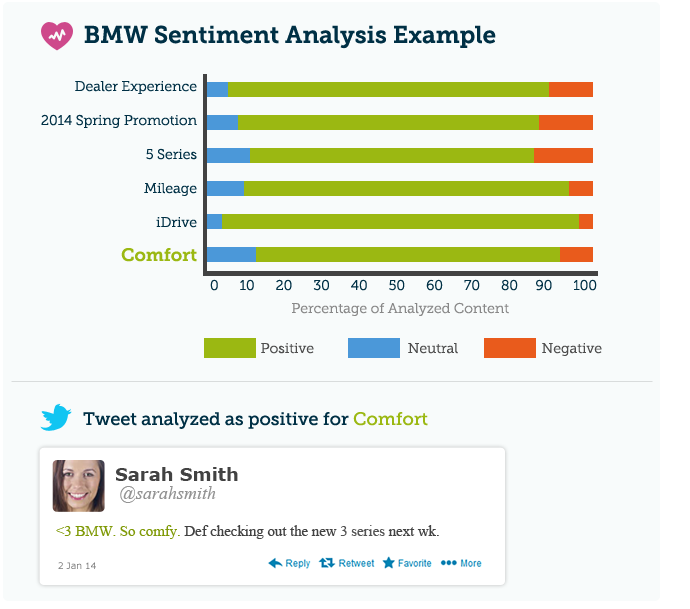 BMW Sentiment Analysis Example
Dealer Experience
2014 Spring Promotion
5 Series
Mileage
iDrive
Comfort
0 10 20 30 40 50 60 70 80 90 100
Percentage of Analyzed Content
Positive Neutral Negative
Tweet analyzed as positive for Comfort
Sarah Smith
@sarahsmith
<3 BMW. So comfy. Def checking out the new 3 series next wk.
2 Jan 14 Reply Retweet Favorite More